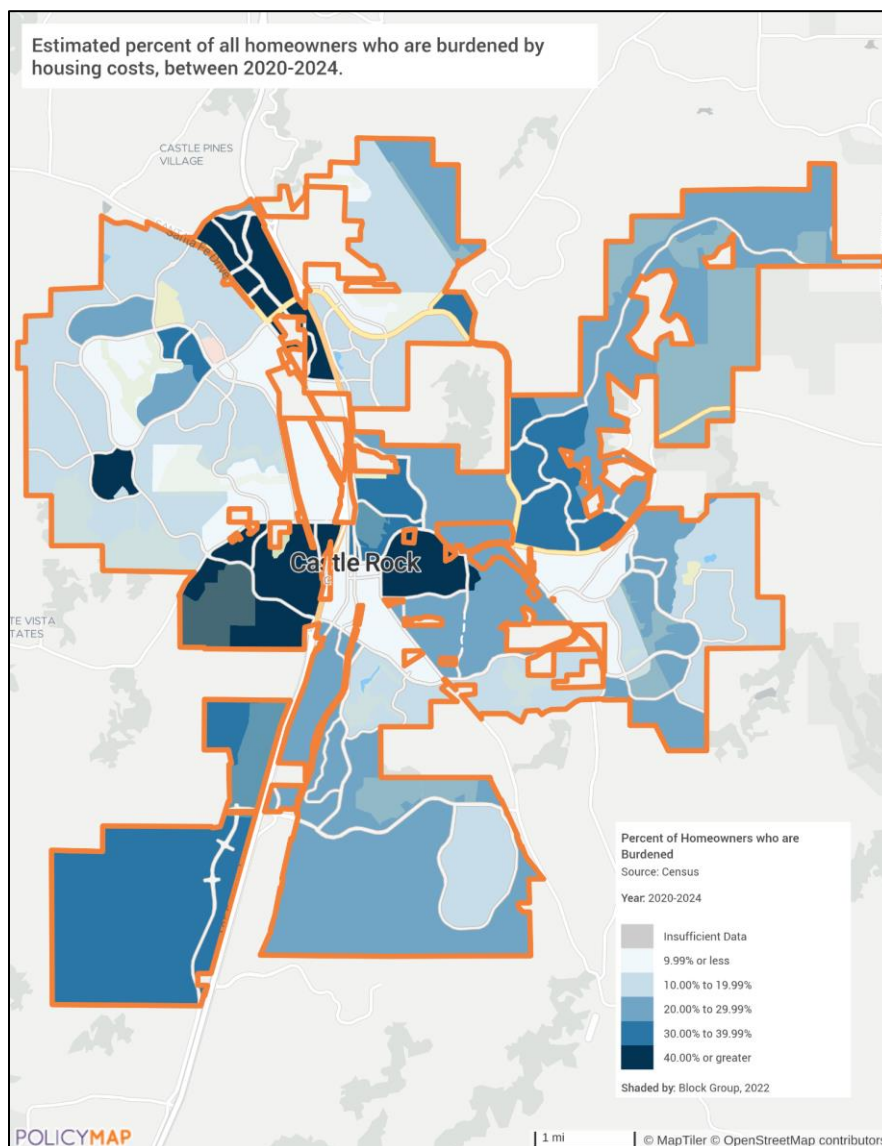 Estimated percent of all homeowners who are burdened by
housing costs, between 2020-2024.
CASTLE PINES
VILLAGE
Santa Fe Drive
Castle Rock
TE VISTA
TATES
Percent of Homeowners who are
Burdened
Source: Census
Year: 2020-2024
Insufficient Data
9.99% or less
10.00% to 19.99%
20.00% to 29.99%
30.00% to 39.99%
40.00% or greater
Shaded by: Block Group, 2022
POLICYMAP
1 mi
© MapTiler © OpenStreetMap contributors